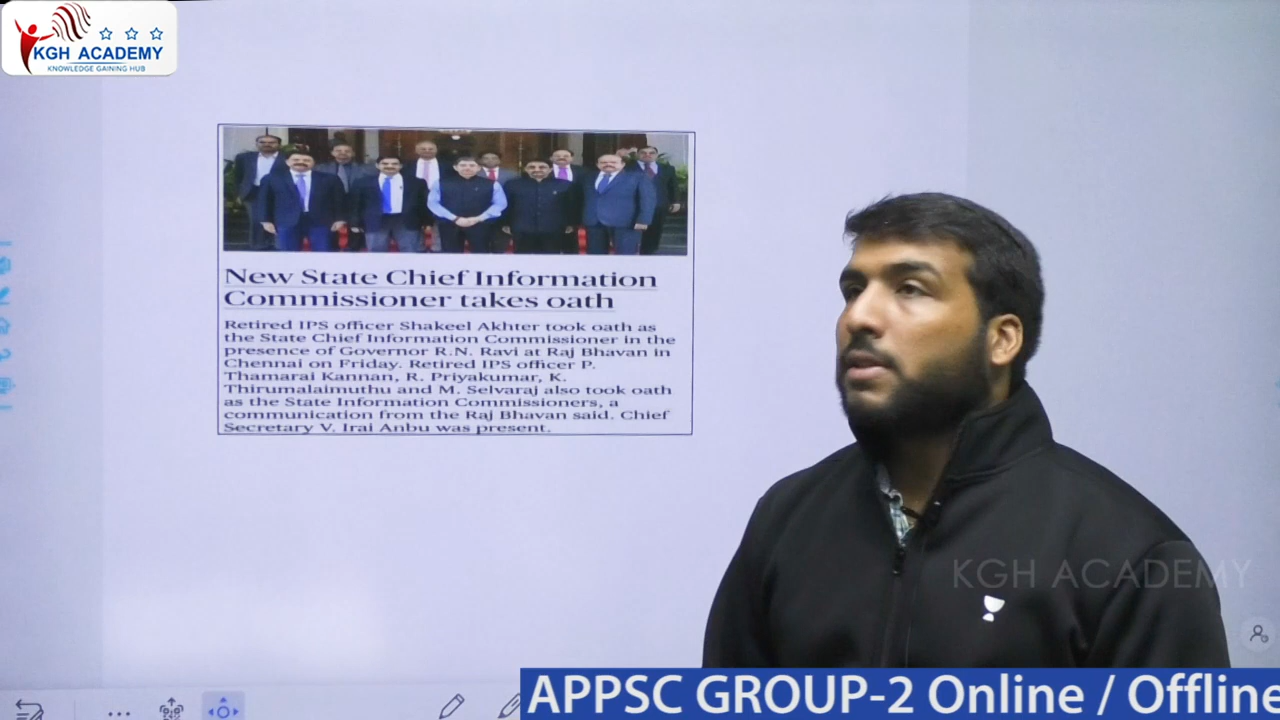 KGH ACADEMY
KNOWLEDGE GAINING HUB
New State Chief Information
Commissioner takes oath
Retired IPS officer Shakeel Akhter took oath as
the State Chief Information Commissioner in the
presence of Governor R.N. Ravi at Raj Bhavan in
Chennai on Friday. Retired IPS officer P.
Thamarai Kannan, R. Priyakumar, K.
Thirumalaimuthu and M. Selvaraj also took oath
as the State Information Commissioners, a
communication from the Raj Bhavan said. Chief
Secretary V. Irai Anbu was present.
KGH ACADEMY
APPSC GROUP-2 Online / Offline